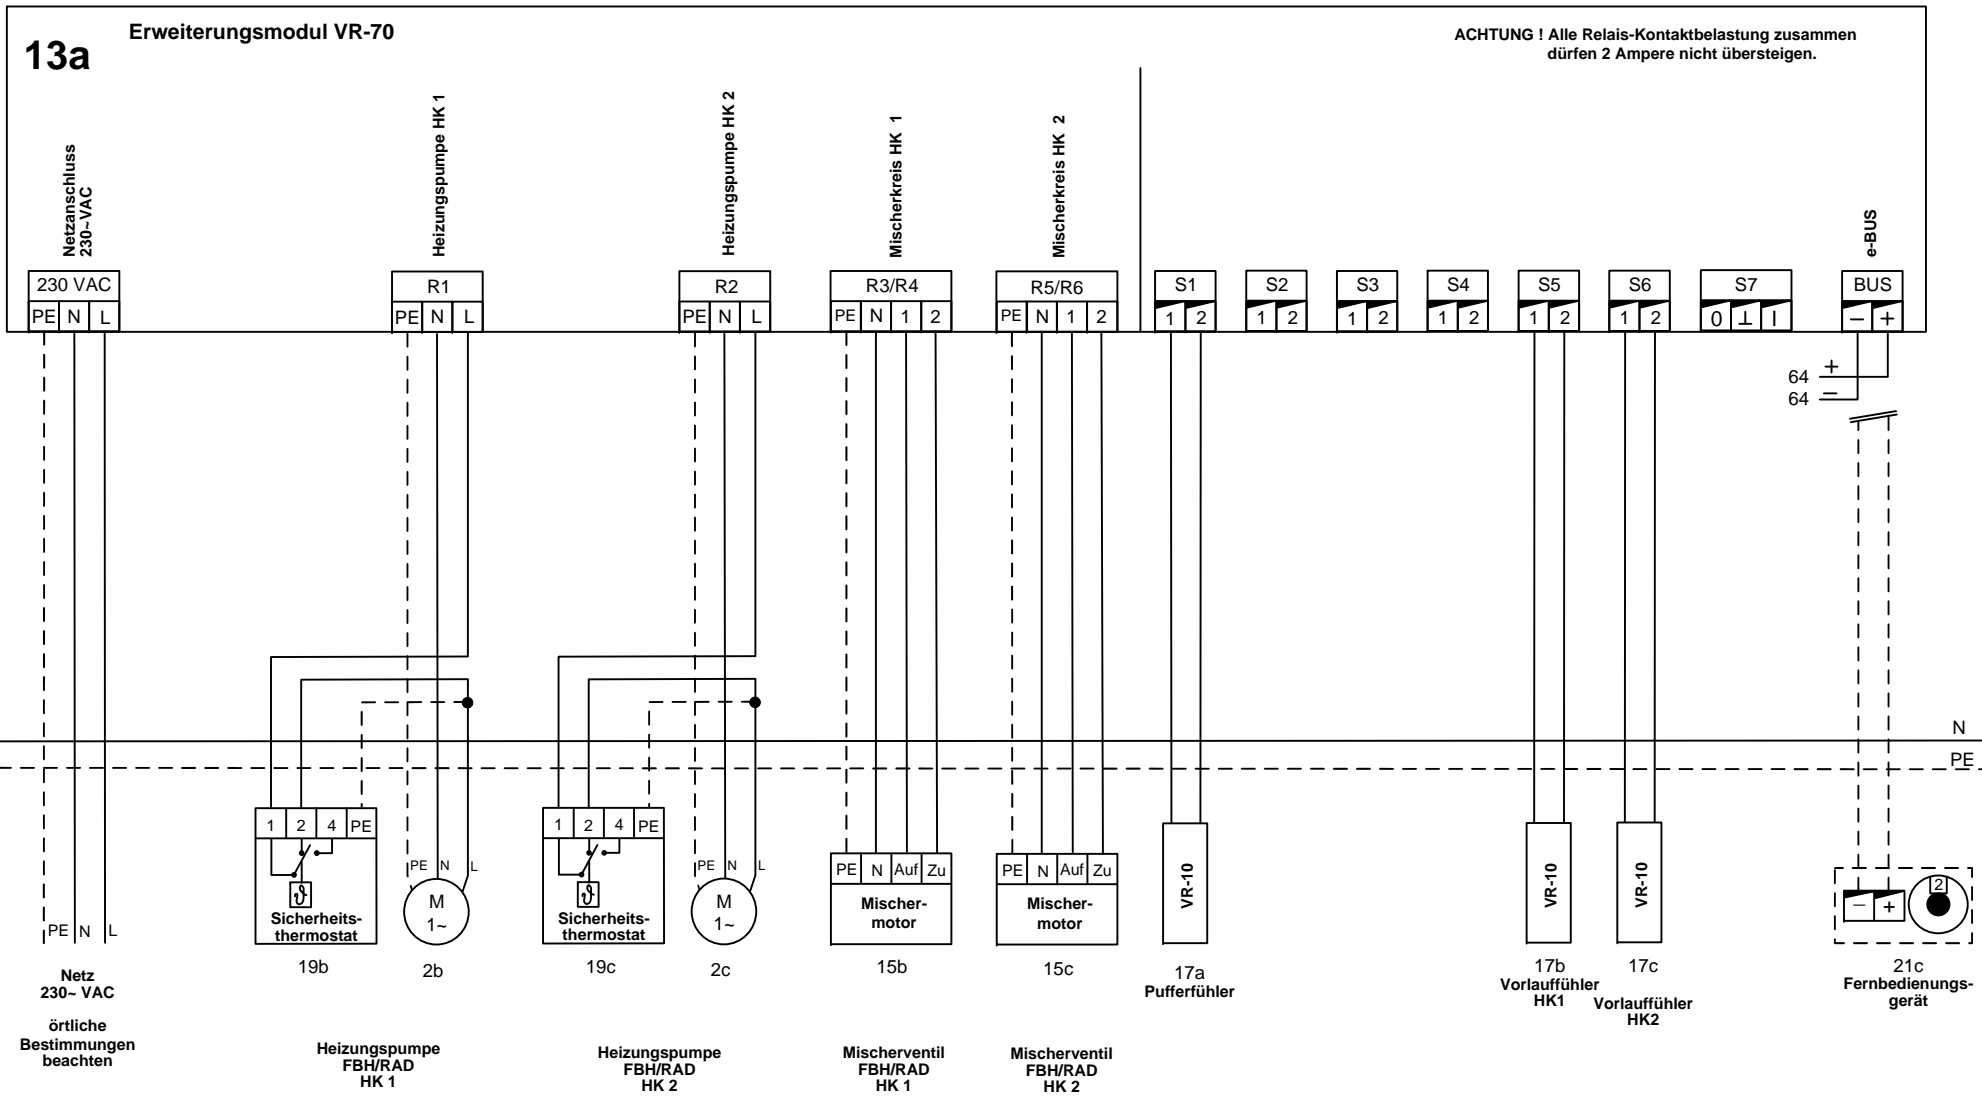 13a
Erweiterungsmodul VR-70
ACHTUNG ! Alle Relais-Kontaktbelastung zusammen
dürfen 2 Ampere nicht übersteigen.
Netzanschluss
230~VAC
Heizungspumpe HK 1
Heizungspumpe HK 2
Mischerkreis HK 1
Mischerkreis HK 2
e-BUS
230 VAC
PE N L
R1
PE N L
R2
PE N L
R3/R4
PE N 1 2
R5/R6
PE N 1 2
S1
1 2
S2
1 2
S3
1 2
S4
1 2
S5
1 2
S6
1 2
S7
0 ⊥ I
BUS
− +
64 +
64 −
N
PE
PE N L
Netz
230~ VAC
örtliche
Bestimmungen
beachten
1 2 4 PE
ϑ
Sicherheits-
thermostat
19b
PE N L
M
1~
2b
Heizungspumpe
FBH/RAD
HK 1
1 2 4 PE
ϑ
Sicherheits-
thermostat
19c
PE N L
M
1~
2c
Heizungspumpe
FBH/RAD
HK 2
PE N Auf Zu
Mischer-
motor
15b
Mischerventil
FBH/RAD
HK 1
PE N Auf Zu
Mischer-
motor
15c
Mischerventil
FBH/RAD
HK 2
VR-10
17a
Pufferfühler
VR-10
17b
Vorlauffühler
HK1
VR-10
17c
Vorlauffühler
HK2
− +
2
21c
Fernbedienungs-
gerät